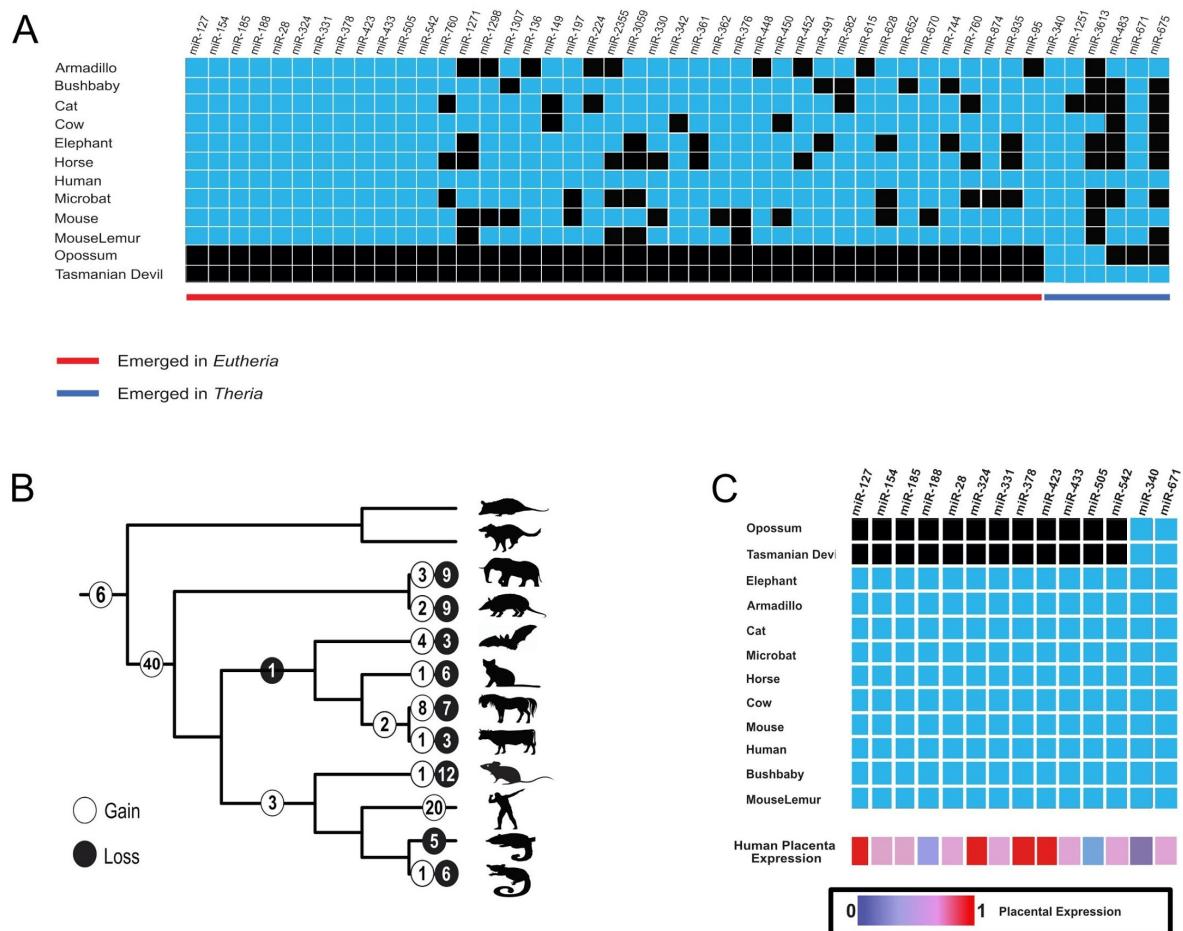 A
miR-127 miR-154 miR-185 miR-188 miR-28 miR-324 miR-331 miR-378 miR-423 miR-433 miR-505 miR-542 miR-760 miR-1271 miR-1298 miR-1307 miR-136 miR-149 miR-197 miR-224 miR-2355 miR-3059 miR-330 miR-342 miR-361 miR-362 miR-376 miR-448 miR-450 miR-452 miR-491 miR-582 miR-615 miR-628 miR-652 miR-670 miR-744 miR-760 miR-874 miR-935 miR-95 miR-340 miR-1251 miR-3613 miR-483 miR-671 miR-675
Armadillo
Bushbaby
Cat
Cow
Elephant
Horse
Human
Microbat
Mouse
MouseLemur
Opossum
Tasmanian Devil
Emerged in Eutheria
Emerged in Theria
B
3 9
6
2 9
40
1
4 3
1 6
2
8 7
1 3
1 12
3
20
5
1 6
Gain
Loss
C
miR-127 miR-154 miR-185 miR-188 miR-28 miR-324 miR-331 miR-378 miR-423 miR-433 miR-505 miR-542 miR-340 miR-671
Opossum
Tasmanian Devi
Elephant
Armadillo
Cat
Microbat
Horse
Cow
Mouse
Human
Bushbaby
MouseLemur
Human Placenta
Expression
0 1 Placental Expression